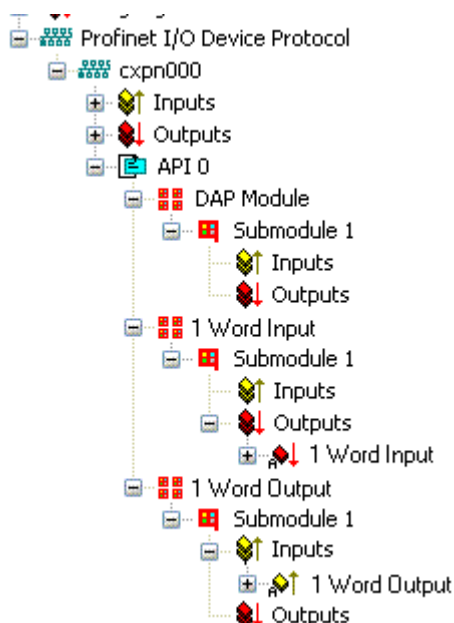 Profinet I/O Device Protocol
cxpn000
Inputs
Outputs
API 0
DAP Module
Submodule 1
Inputs
Outputs
1 Word Input
Submodule 1
Inputs
Outputs
A 1 Word Input
1 Word Output
Submodule 1
Inputs
A 1 Word Output
Outputs